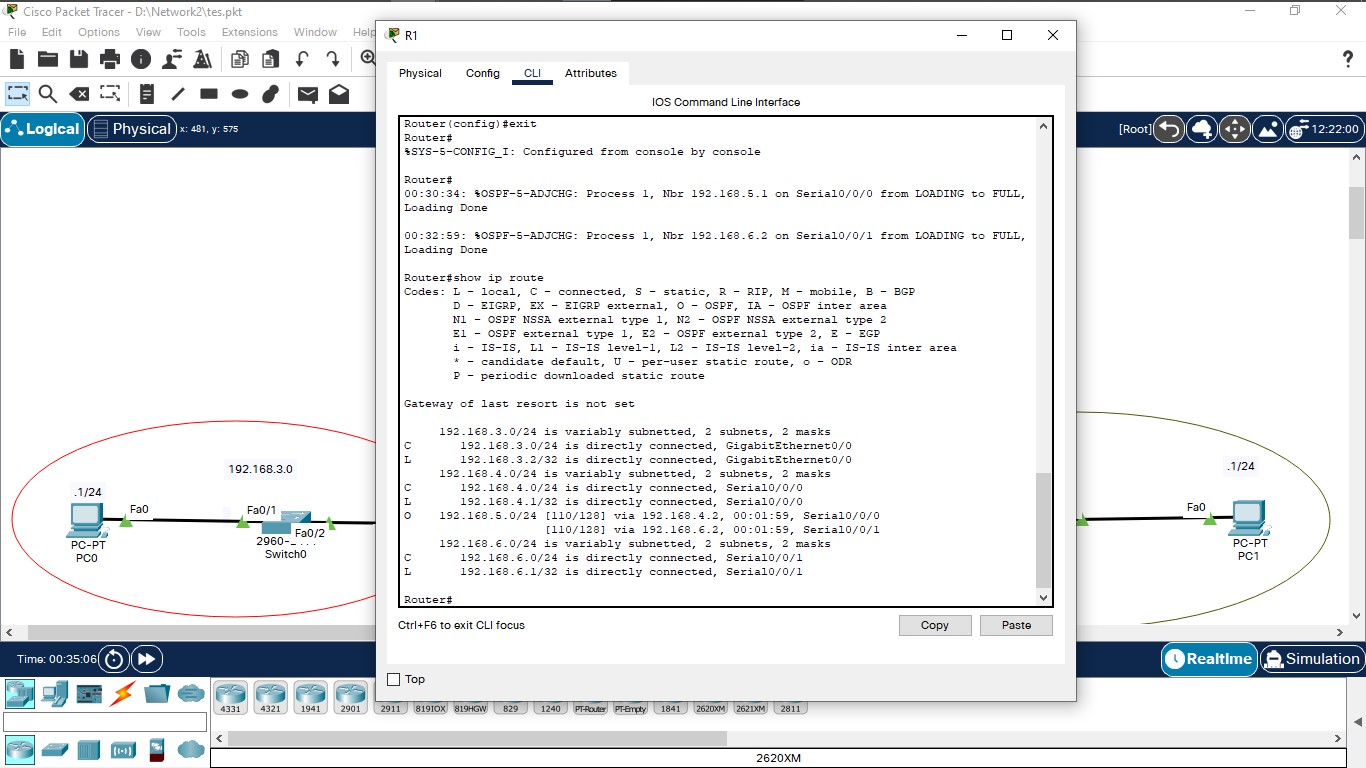 Cisco Packet Tracer - D:\Network2\tes.pkt
File Edit Options View Tools Extensions Window Help
R1
Physical Config CLI Attributes
IOS Command Line Interface
Logical Physical x: 481, y: 575
[Root] 12:22:00
Router(config)#exit
Router#
%SYS-5-CONFIG_I: Configured from console by console
Router#
00:30:34: %OSPF-5-ADJCHG: Process 1, Nbr 192.168.5.1 on Serial0/0/0 from LOADING to FULL,
Loading Done
00:32:59: %OSPF-5-ADJCHG: Process 1, Nbr 192.168.6.2 on Serial0/0/1 from LOADING to FULL,
Loading Done
Router#show ip route
Codes: L - local, C - connected, S - static, R - RIP, M - mobile, B - BGP
D - EIGRP, EX - EIGRP external, O - OSPF, IA - OSPF inter area
N1 - OSPF NSSA external type 1, N2 - OSPF NSSA external type 2
E1 - OSPF external type 1, E2 - OSPF external type 2, E - EGP
i - IS-IS, L1 - IS-IS level-1, L2 - IS-IS level-2, ia - IS-IS inter area
* - candidate default, U - per-user static route, o - ODR
P - periodic downloaded static route
Gateway of last resort is not set
192.168.3.0/24 is variably subnetted, 2 subnets, 2 masks
C 192.168.3.0/24 is directly connected, GigabitEthernet0/0
L 192.168.3.2/32 is directly connected, GigabitEthernet0/0
192.168.4.0/24 is variably subnetted, 2 subnets, 2 masks
C 192.168.4.0/24 is directly connected, Serial0/0/0
L 192.168.4.1/32 is directly connected, Serial0/0/0
O 192.168.5.0/24 [110/128] via 192.168.4.2, 00:01:59, Serial0/0/0
[110/128] via 192.168.6.2, 00:01:59, Serial0/0/1
192.168.6.0/24 is variably subnetted, 2 subnets, 2 masks
C 192.168.6.0/24 is directly connected, Serial0/0/1
L 192.168.6.1/32 is directly connected, Serial0/0/1
Router#
Ctrl+F6 to exit CLI focus
Copy Paste
Top
192.168.3.0
.1/24
Fa0
Fa0/1
Fa0/2
PC-PT
PC0
Switch0
.1/24
Fa0
PC-PT
PC1
Time: 00:35:06
Realtime Simulation
4331 4321 1941 2901 2911 819IOX 819HGW 829 1240 PT-Router PT-Empty 1841 2620XM 2621XM 2811
2620XM